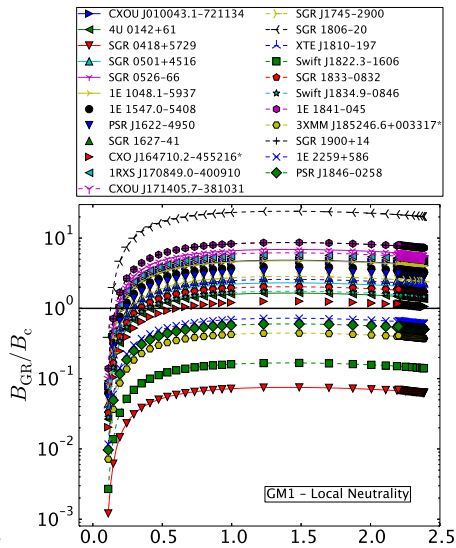 CXOU J010043.1–721134
4U 0142+61
SGR 0418+5729
SGR 0501+4516
SGR 0526–66
1E 1048.1–5937
1E 1547.0–5408
PSR J1622–4950
SGR 1627–41
CXO J164710.2–455216*
1RXS J170849.0–400910
CXOU J171405.7–381031
SGR J1745–2900
SGR 1806–20
XTE J1810–197
Swift J1822.3–1606
SGR 1833–0832
Swift J1834.9–0846
1E 1841–045
3XMM J185246.6+003317*
SGR 1900+14
1E 2259+586
PSR J1846–0258
B_GR/B_c
10^1
10^0
10^-1
10^-2
10^-3
GM1 – Local Neutrality
0.0 0.5 1.0 1.5 2.0 2.5